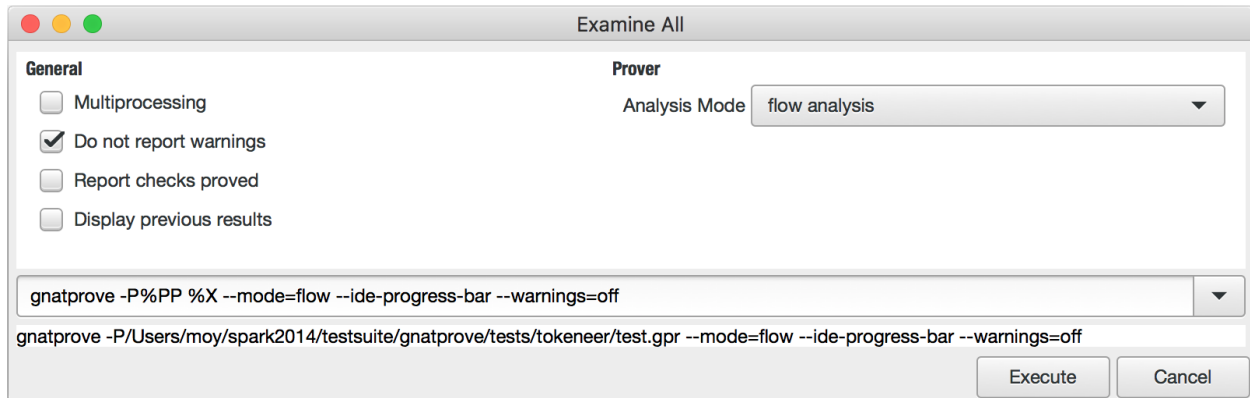 Examine All
General
Prover
Multiprocessing
Analysis Mode flow analysis
Do not report warnings
Report checks proved
Display previous results
gnatprove -P%PP %X --mode=flow --ide-progress-bar --warnings=off
gnatprove -P/Users/moy/spark2014/testsuite/gnatprove/tests/tokeneer/test.gpr --mode=flow --ide-progress-bar --warnings=off
Execute
Cancel